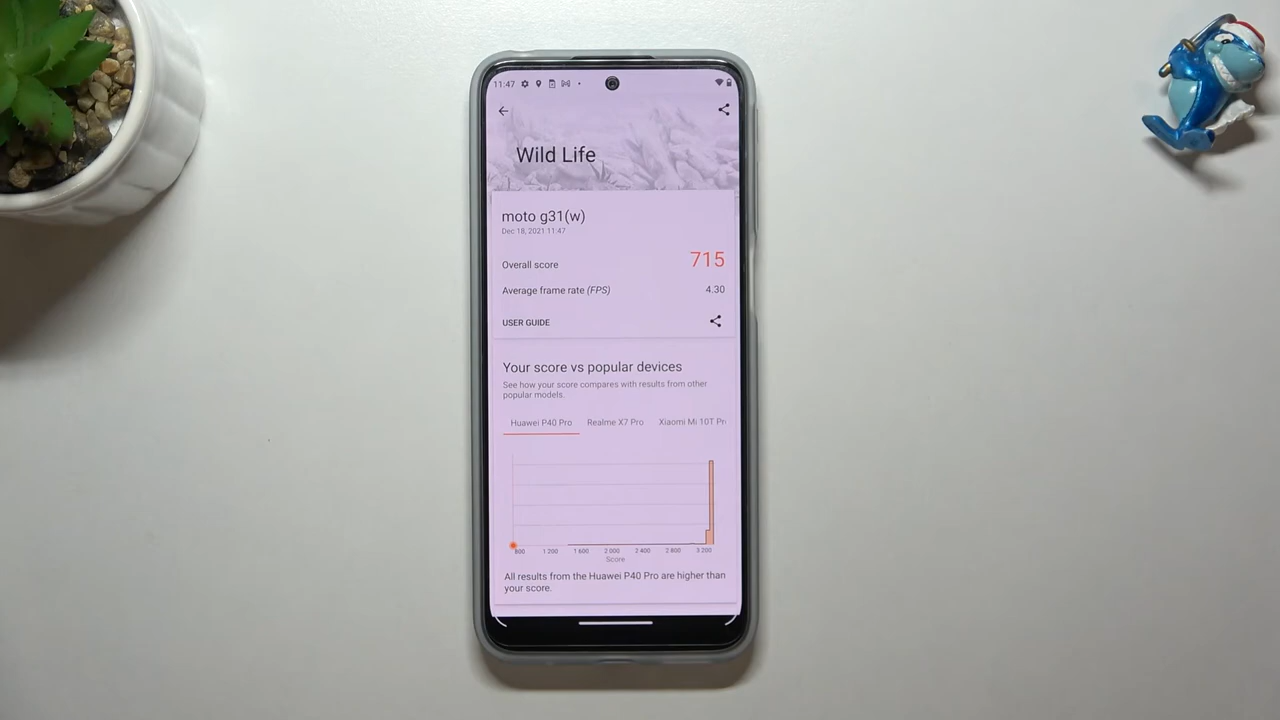 11:47
Wild Life
moto g31(w)
Dec 18, 2021 11:47
Overall score 715
Average frame rate (FPS) 4.30
USER GUIDE
Your score vs popular devices
See how your score compares with results from other
popular models.
Huawei P40 Pro Realme X7 Pro Xiaomi Mi 10T Pr
800 1 200 1 600 2 000 2 400 2 800 3 200
Score
All results from the Huawei P40 Pro are higher than
your score.